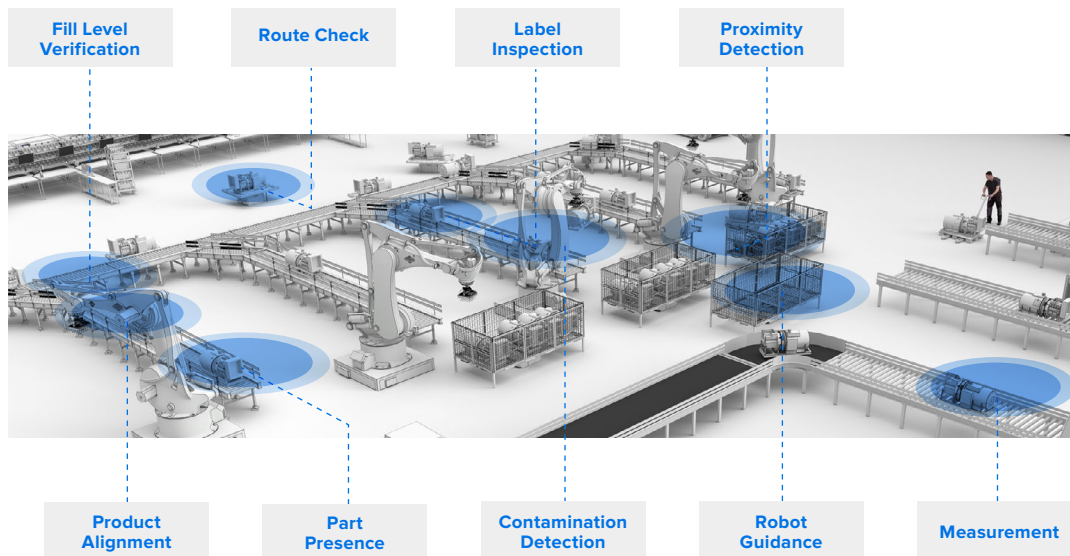 Fill Level
Verification
Route Check
Label
Inspection
Proximity
Detection
Product
Alignment
Part
Presence
Contamination
Detection
Robot
Guidance
Measurement